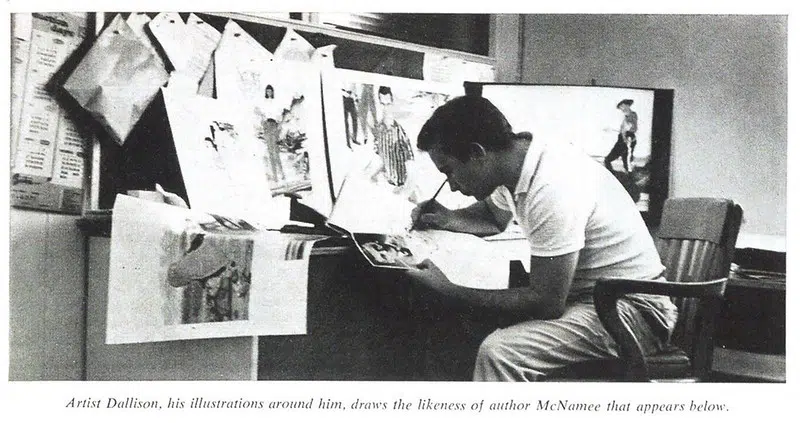 Artist Dallison, his illustrations around him, draws the likeness of author McNamee that appears below.